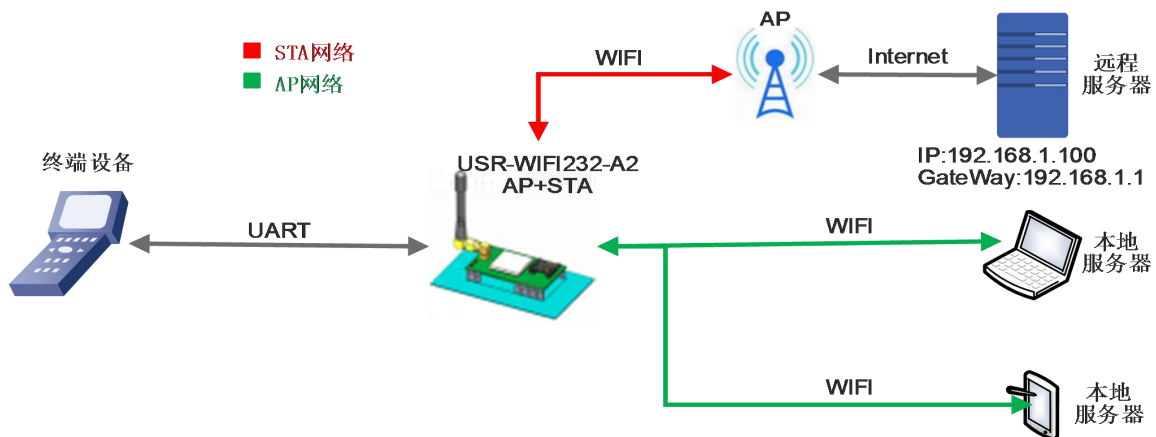 AP
STA网络
WIFI
Internet
远程
服务器
AP网络
IP:192.168.1.100
GateWay:192.168.1.1
终端设备
USR-WIFI232-A2
AP+STA
UART
WIFI
本地
服务器
WIFI
本地
服务器